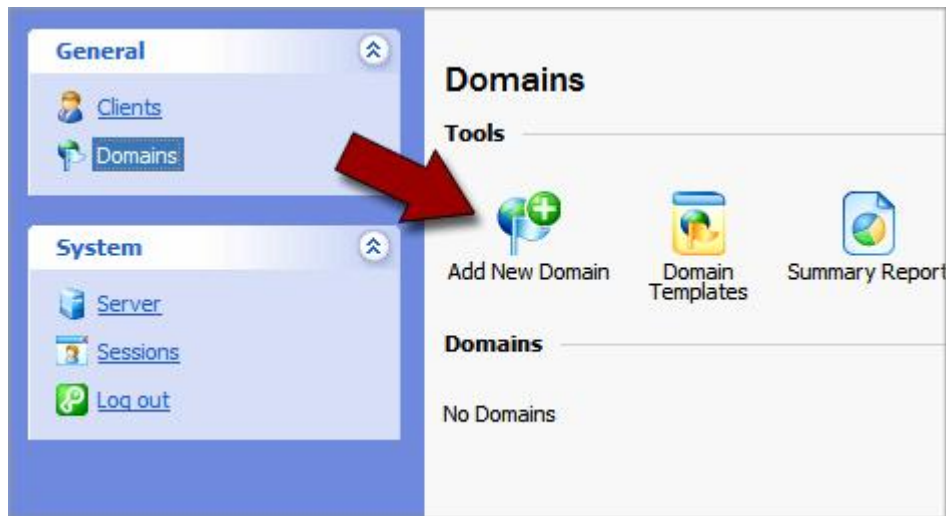 General
Clients
Domains
System
Server
Sessions
Log out
Domains
Tools
Add New Domain
Domain
Templates
Summary Report
Domains
No Domains